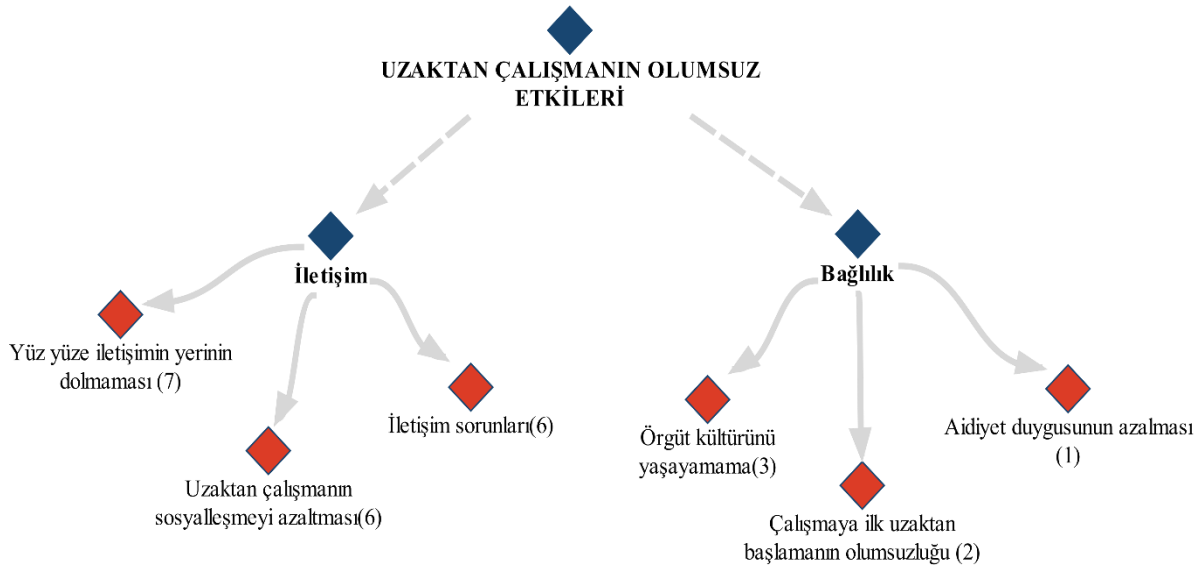 UZAKTAN ÇALIŞMANIN OLUMSUZ
ETKİLERİ
İletişim
Bağlılık
Yüz yüze iletişimin yerinin
dolmaması (7)
Uzaktan çalışmanın
sosyalleşmeyi azaltması(6)
İletişim sorunları(6)
Örgüt kültürünü
yaşayamama(3)
Çalışmaya ilk uzaktan
başlamanın olumsuzluğu (2)
Aidiyet duygusunun azalması
(1)